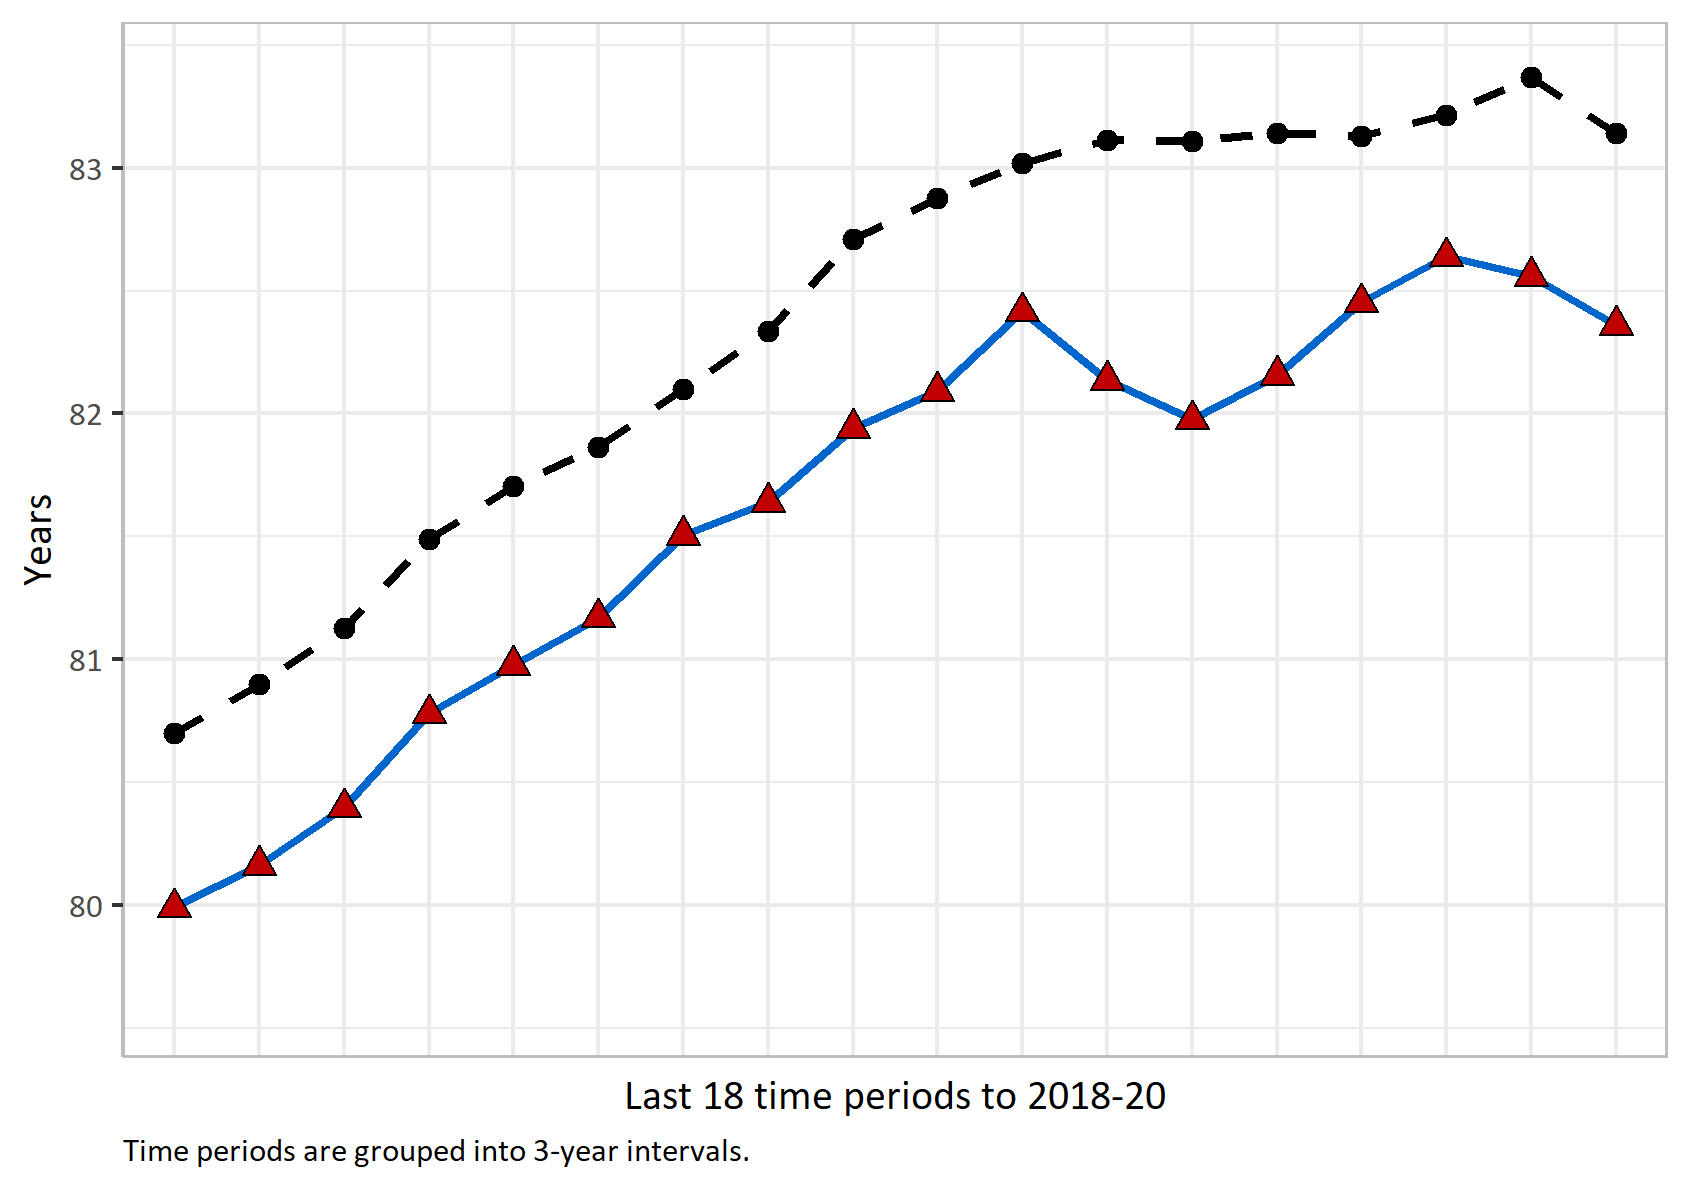 83
82
81
80
Years
Last 18 time periods to 2018-20
Time periods are grouped into 3-year intervals.